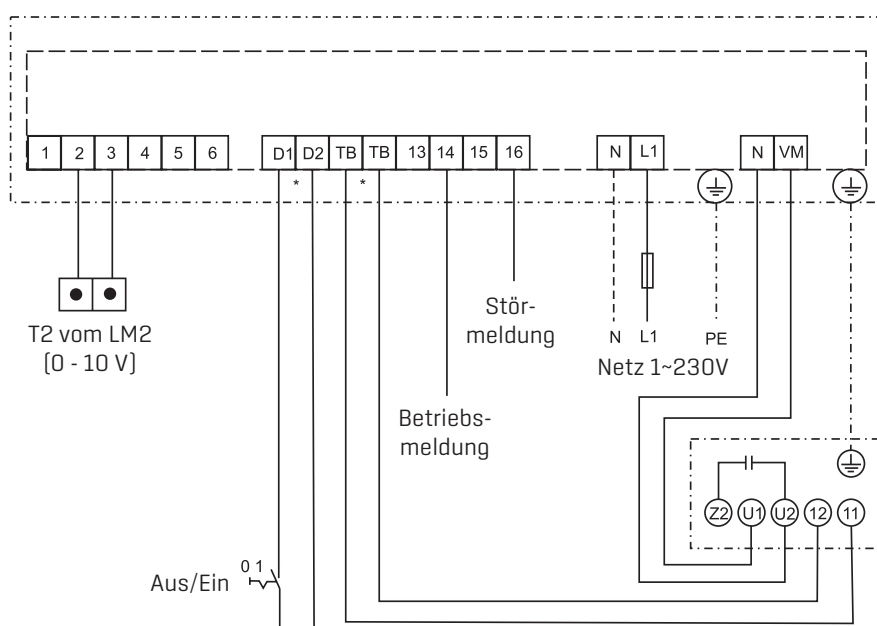 1 2 3 4 5 6 D1 D2 TB TB 13 14 15 16 N L1 N VM
* *
T2 vom LM2
(0 - 10 V)
Stör-
meldung
N L1 PE
Netz 1~230V
Betriebs-
meldung
Z2 U1 U2 12 11
0 1
Aus/Ein